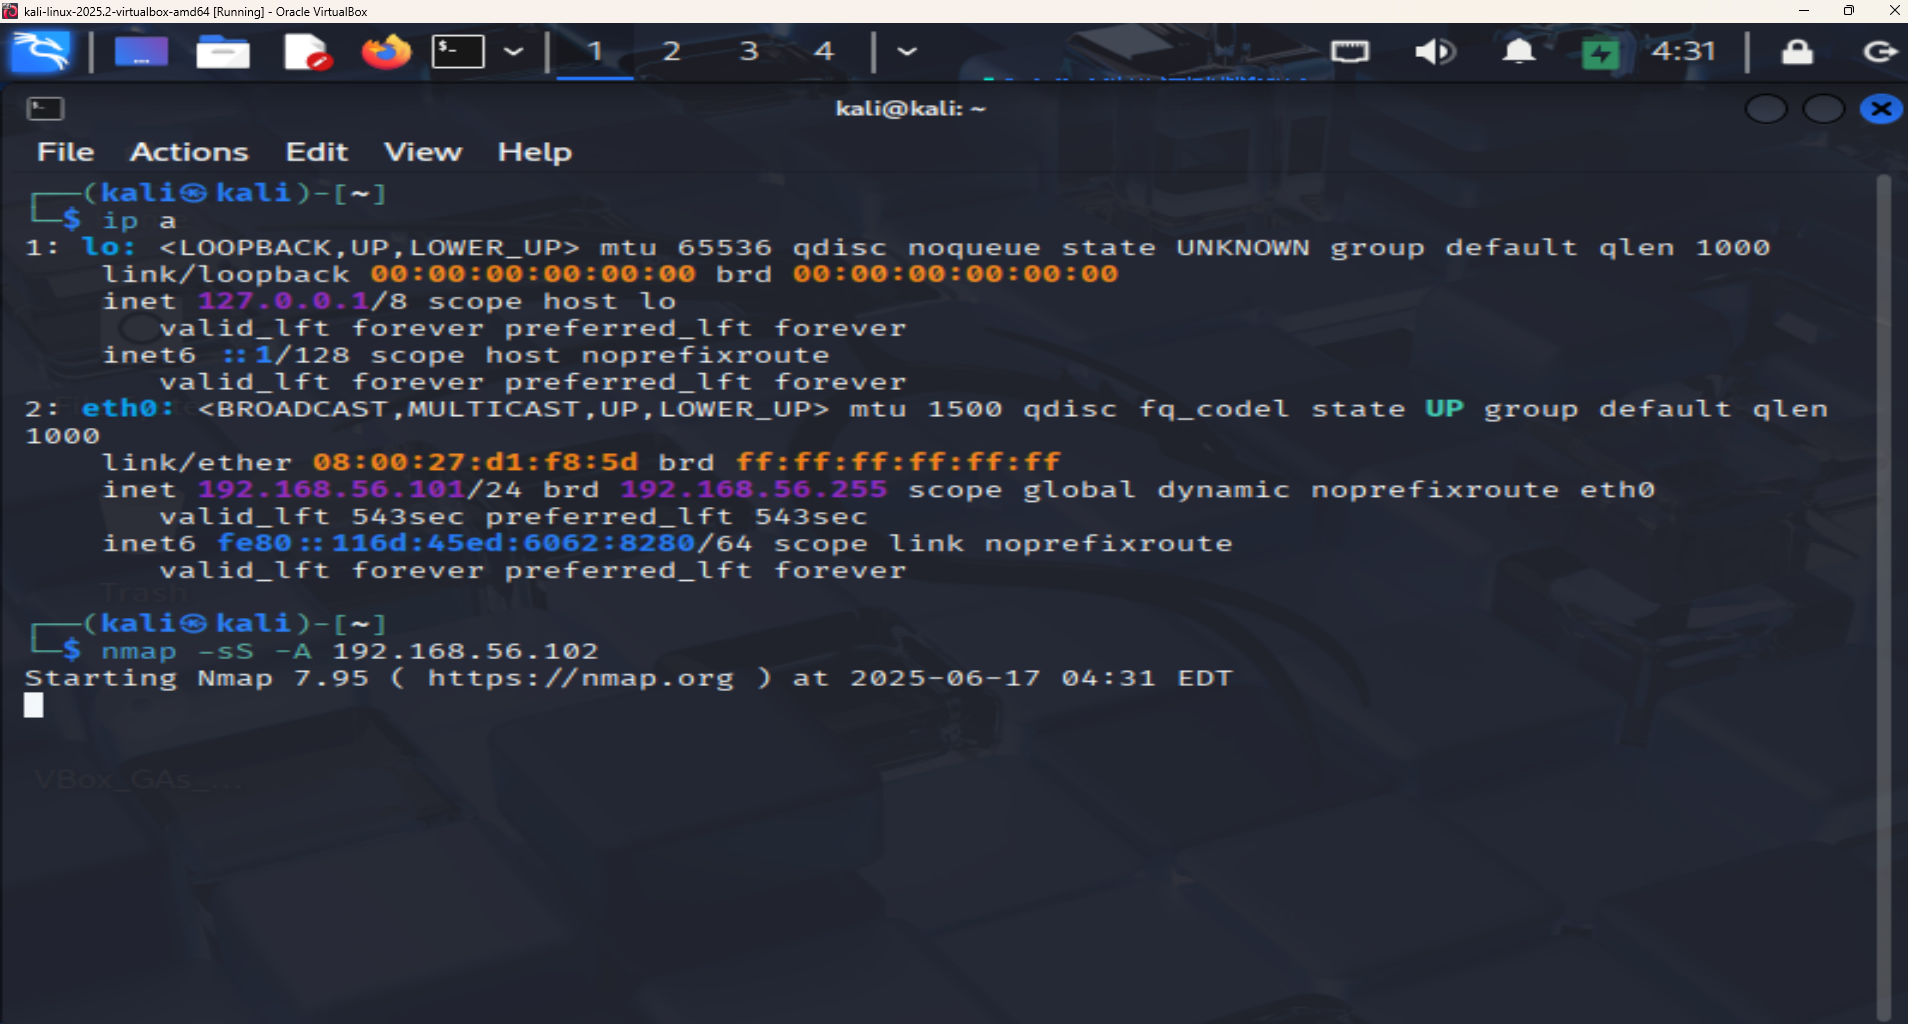 kali-linux-2025.2-virtualbox-amd64 [Running] - Oracle VirtualBox
1 2 3 4 4:31
kali@kali: ~
File Actions Edit View Help
┌──(kali㉿kali)-[~]
└─$ ip a
1: lo: <LOOPBACK,UP,LOWER_UP> mtu 65536 qdisc noqueue state UNKNOWN group default qlen 1000
    link/loopback 00:00:00:00:00:00 brd 00:00:00:00:00:00
    inet 127.0.0.1/8 scope host lo
       valid_lft forever preferred_lft forever
    inet6 ::1/128 scope host noprefixroute
       valid_lft forever preferred_lft forever
2: eth0: <BROADCAST,MULTICAST,UP,LOWER_UP> mtu 1500 qdisc fq_codel state UP group default qlen
1000
    link/ether 08:00:27:d1:f8:5d brd ff:ff:ff:ff:ff:ff
    inet 192.168.56.101/24 brd 192.168.56.255 scope global dynamic noprefixroute eth0
       valid_lft 543sec preferred_lft 543sec
    inet6 fe80::116d:45ed:6062:8280/64 scope link noprefixroute
       valid_lft forever preferred_lft forever
Trash
┌──(kali㉿kali)-[~]
└─$ nmap -sS -A 192.168.56.102
Starting Nmap 7.95 ( https://nmap.org ) at 2025-06-17 04:31 EDT
VBox_GAs_...